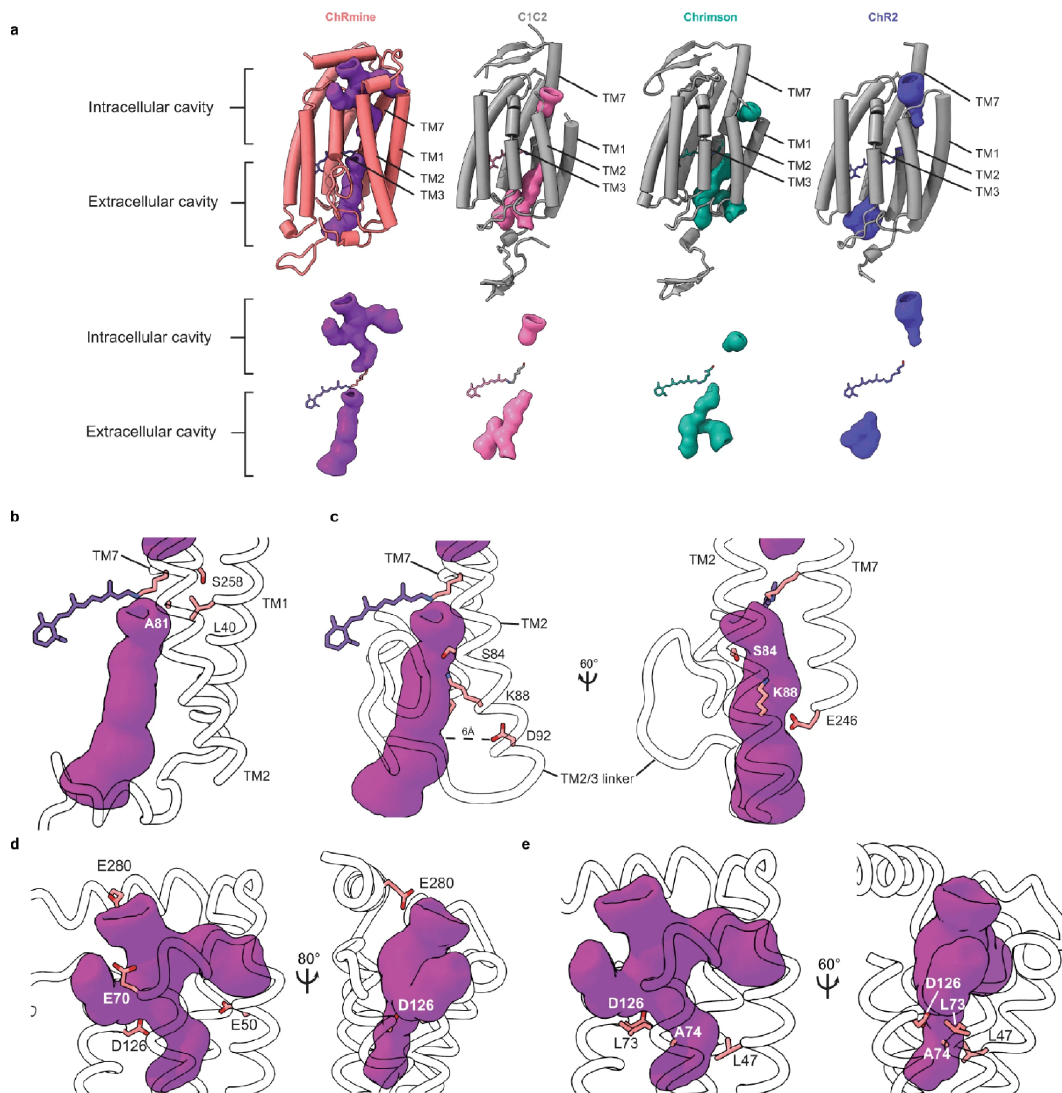 ChRmine
C1C2
Chrimson
ChR2
a
Intracellular cavity
Extracellular cavity
TM7
TM1
TM2
TM3
TM7
TM1
TM2
TM3
TM7
TM1
TM2
TM3
TM7
TM1
TM2
TM3
Intracellular cavity
Extracellular cavity
b
TM7
S258
TM1
A81
L40
TM2
c
TM7
TM2
S84
K88
6Å
D92
TM2/3 linker
60°
TM2
TM7
S84
K88
E246
d
E280
E70
E50
D126
80°
E280
D126
e
D126
L73
A74
L47
60°
D126
L73
L47
A74